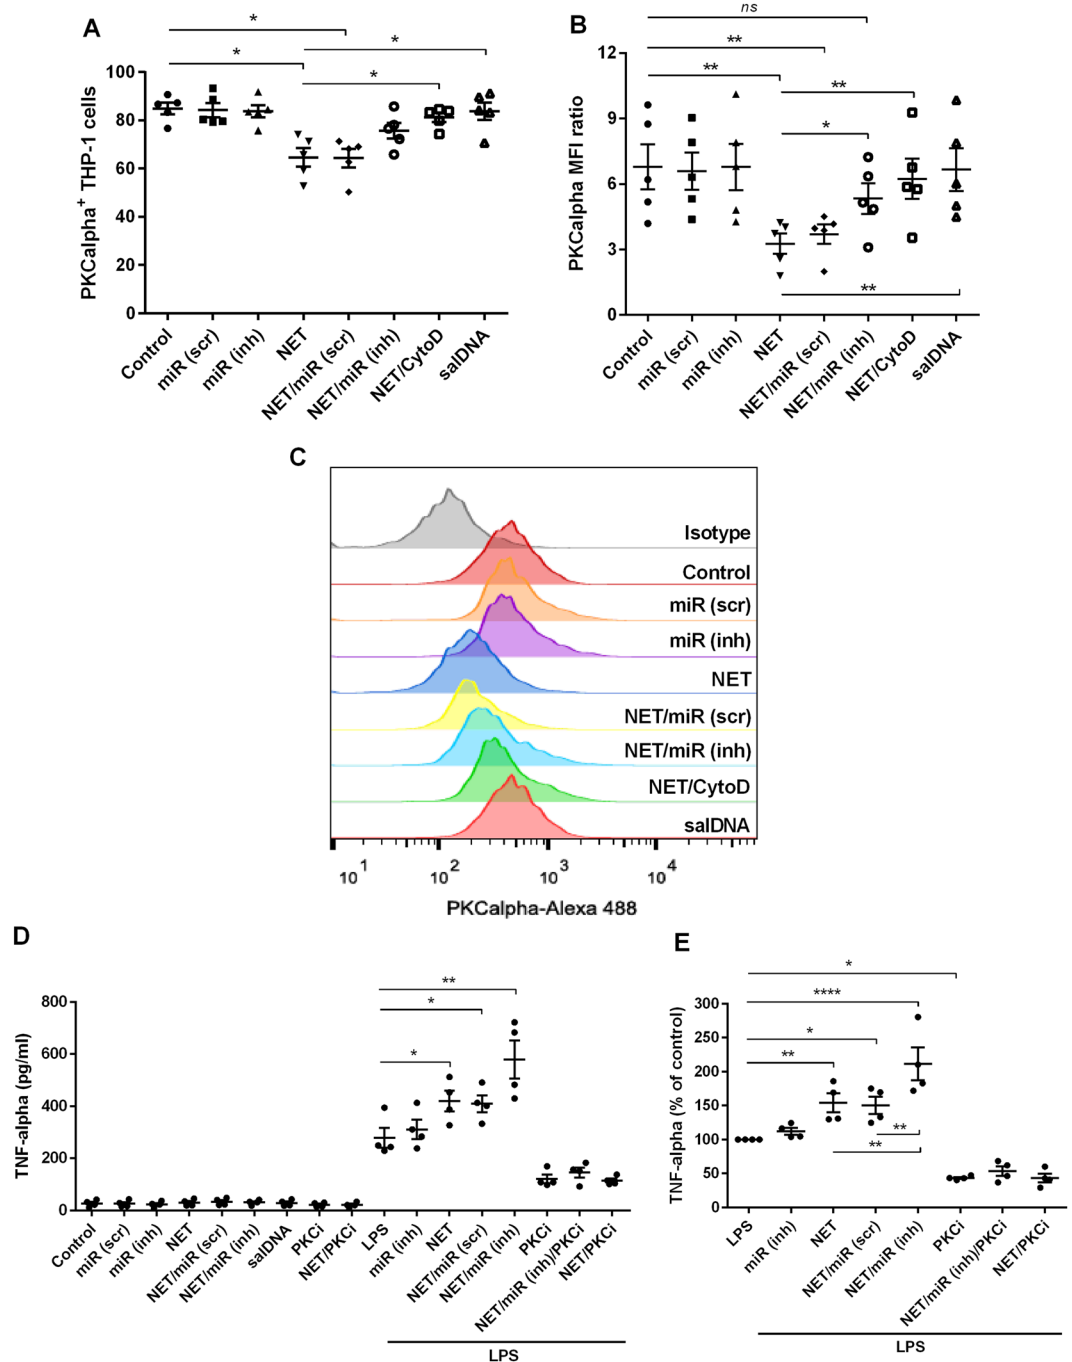 A
*
*
*
*
PKCalpha+ THP-1 cells
100
80
60
40
20
0
Control
miR (scr)
miR (inh)
NET
NET/miR (scr)
NET/miR (inh)
NET/CytoD
salDNA
B
ns
**
**
**
*
**
PKCalpha MFI ratio
12
9
6
3
0
Control
miR (scr)
miR (inh)
NET
NET/miR (scr)
NET/miR (inh)
NET/CytoD
salDNA
C
Isotype
Control
miR (scr)
miR (inh)
NET
NET/miR (scr)
NET/miR (inh)
NET/CytoD
salDNA
10^1 10^2 10^3 10^4
PKCalpha-Alexa 488
D
**
*
*
TNF-alpha (pg/ml)
800
600
400
200
0
Control
miR (scr)
miR (inh)
NET
NET/miR (scr)
NET/miR (inh)
salDNA
PKCi
NET/PKCi
LPS
miR (inh)
NET
NET/miR (scr)
NET/miR (inh)
PKCi
NET/miR (inh)/PKCi
NET/PKCi
LPS
E
*
****
*
**
**
**
TNF-alpha (% of control)
300
250
200
150
100
50
0
LPS
miR (inh)
NET
NET/miR (scr)
NET/miR (inh)
PKCi
NET/miR (inh)/PKCi
NET/PKCi
LPS